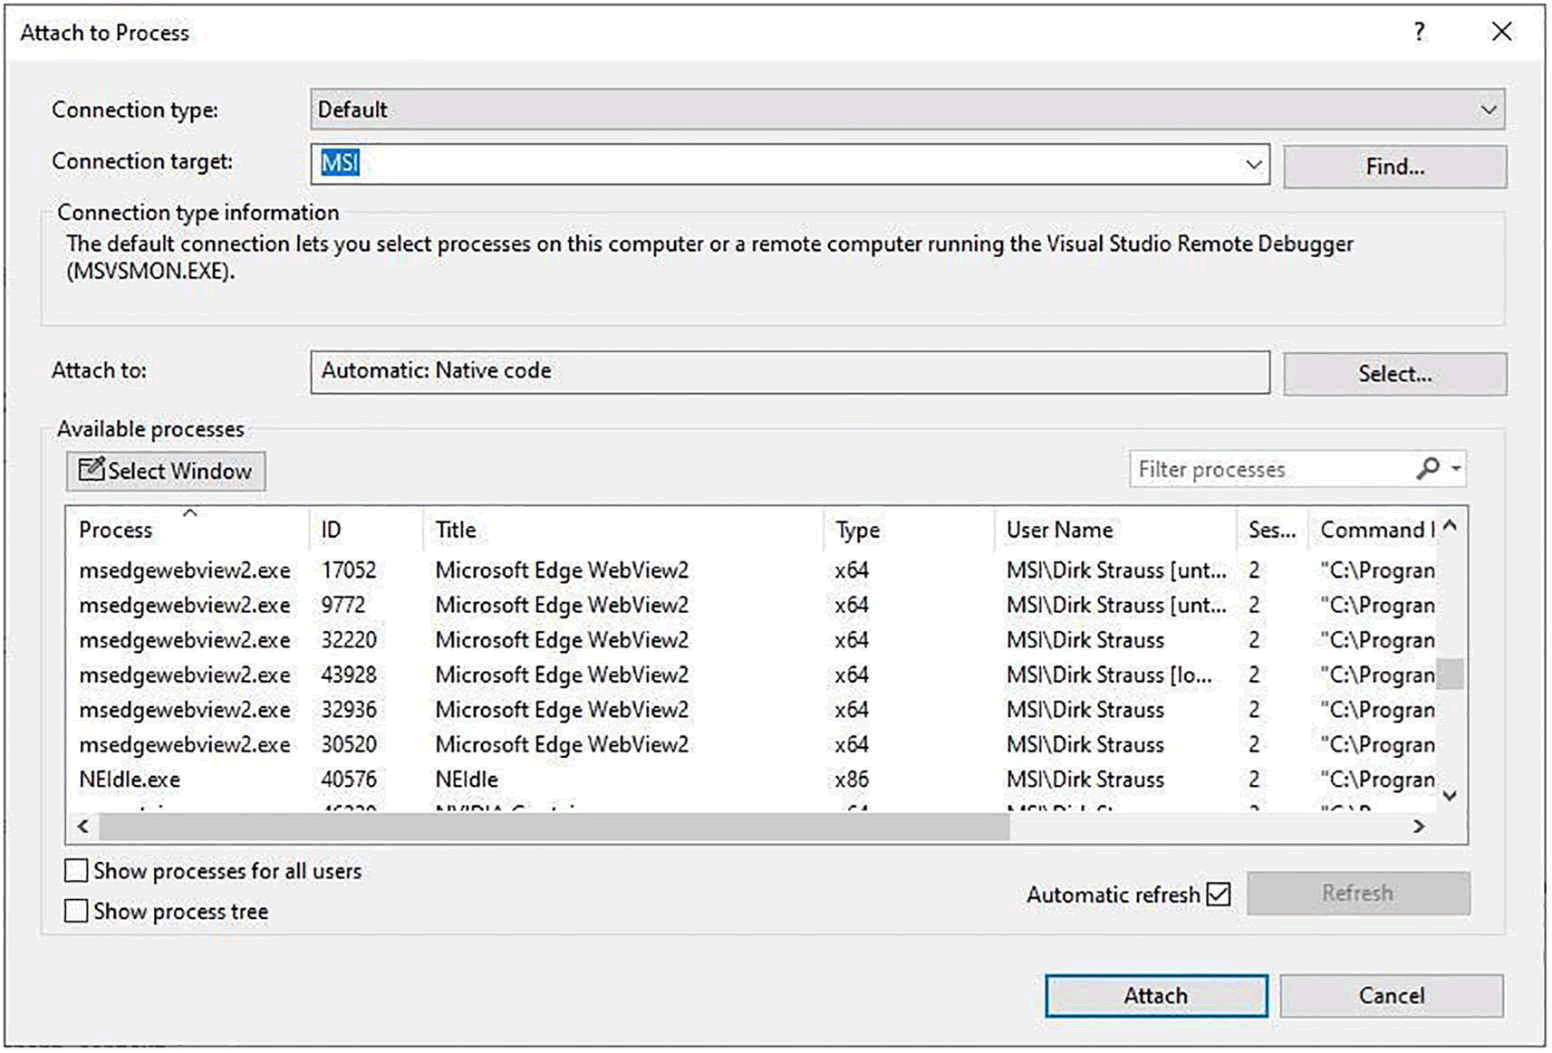 Attach to Process ?
Connection type: Default
Connection target: MSI Find...
Connection type information
The default connection lets you select processes on this computer or a remote computer running the Visual Studio Remote Debugger
(MSVSMON.EXE).
Attach to: Automatic: Native code Select...
Available processes
Select Window Filter processes
Process ID Title Type User Name Ses... Command
msedgewebview2.exe 17052 Microsoft Edge WebView2 x64 MSI\Dirk Strauss [unt... 2 "C:\Progran
msedgewebview2.exe 9772 Microsoft Edge WebView2 x64 MSI\Dirk Strauss [unt... 2 "C:\Progran
msedgewebview2.exe 32220 Microsoft Edge WebView2 x64 MSI\Dirk Strauss 2 "C:\Progran
msedgewebview2.exe 43928 Microsoft Edge WebView2 x64 MSI\Dirk Strauss [lo... 2 "C:\Progran
msedgewebview2.exe 32936 Microsoft Edge WebView2 x64 MSI\Dirk Strauss 2 "C:\Progran
msedgewebview2.exe 30520 Microsoft Edge WebView2 x64 MSI\Dirk Strauss 2 "C:\Progran
NEIdle.exe 40576 NEIdle x86 MSI\Dirk Strauss 2 "C:\Progran
Show processes for all users
Automatic refresh Refresh
Show process tree
Attach Cancel